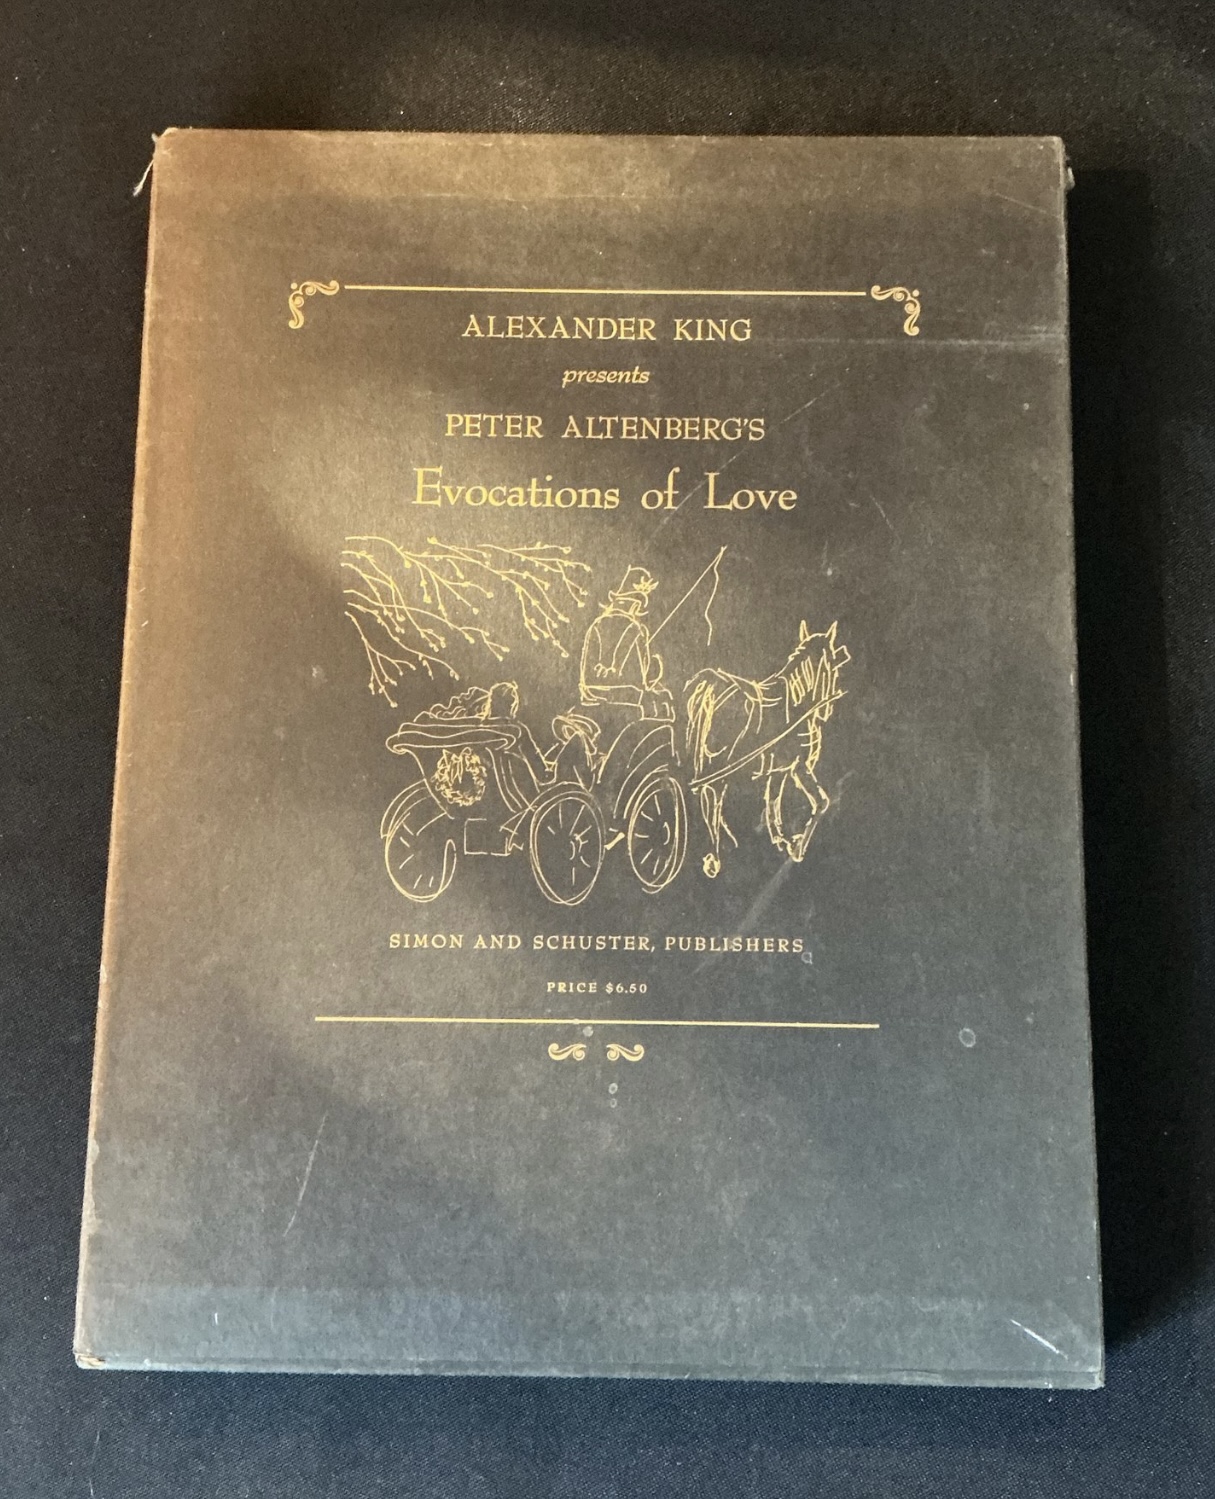 ALEXANDER KING
presents
PETER ALTENBERG'S
Evocations of Love
SIMON AND SCHUSTER, PUBLISHERS
PRICE $6.50